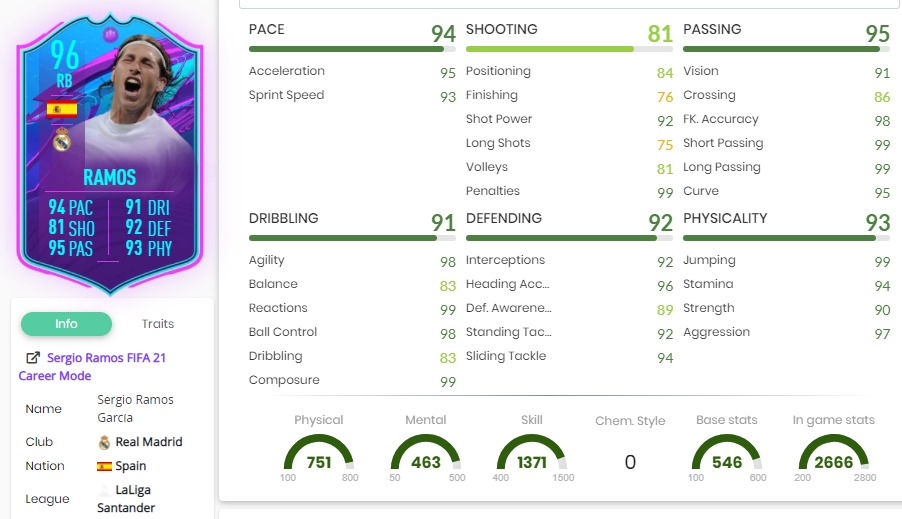 96
RB
RAMOS
94 PAC 91 DRI
81 SHO 92 DEF
95 PAS 93 PHY
Info Traits
Sergio Ramos FIFA 21
Career Mode
Name Sergio Ramos
García
Club Real Madrid
Nation Spain
League LaLiga
Santander
PACE 94 SHOOTING 81 PASSING 95
Acceleration 95 Positioning 84 Vision 91
Sprint Speed 93 Finishing 76 Crossing 86
Shot Power 92 FK. Accuracy 98
Long Shots 75 Short Passing 99
Volleys 81 Long Passing 99
Penalties 99 Curve 95
DRIBBLING 91 DEFENDING 92 PHYSICALITY 93
Agility 98 Interceptions 92 Jumping 99
Balance 83 Heading Acc... 96 Stamina 94
Reactions 99 Def. Awarene... 89 Strength 90
Ball Control 98 Standing Tac... 92 Aggression 97
Dribbling 83 Sliding Tackle 94
Composure 99
Physical Mental Skill Chem. Style Base stats In game stats
751 463 1371 0 546 2666
100 800 50 500 400 1500 100 600 200 2800